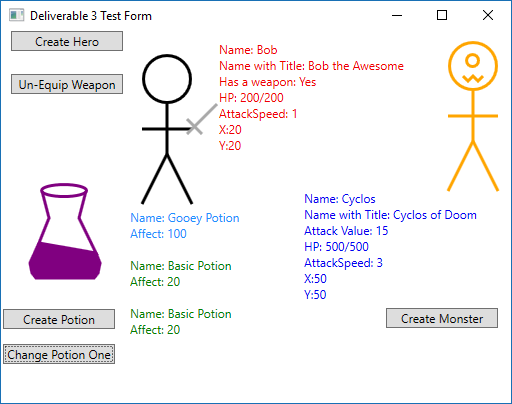 Deliverable 3 Test Form
Create Hero
Un-Equip Weapon
Name: Bob
Name with Title: Bob the Awesome
Has a weapon: Yes
HP: 200/200
AttackSpeed: 1
X:20
Y:20
Name: Cyclos
Name with Title: Cyclos of Doom
Attack Value: 15
HP: 500/500
AttackSpeed: 3
X:50
Y:50
Name: Gooey Potion
Affect: 100
Name: Basic Potion
Affect: 20
Name: Basic Potion
Affect: 20
Create Potion
Create Monster
Change Potion One